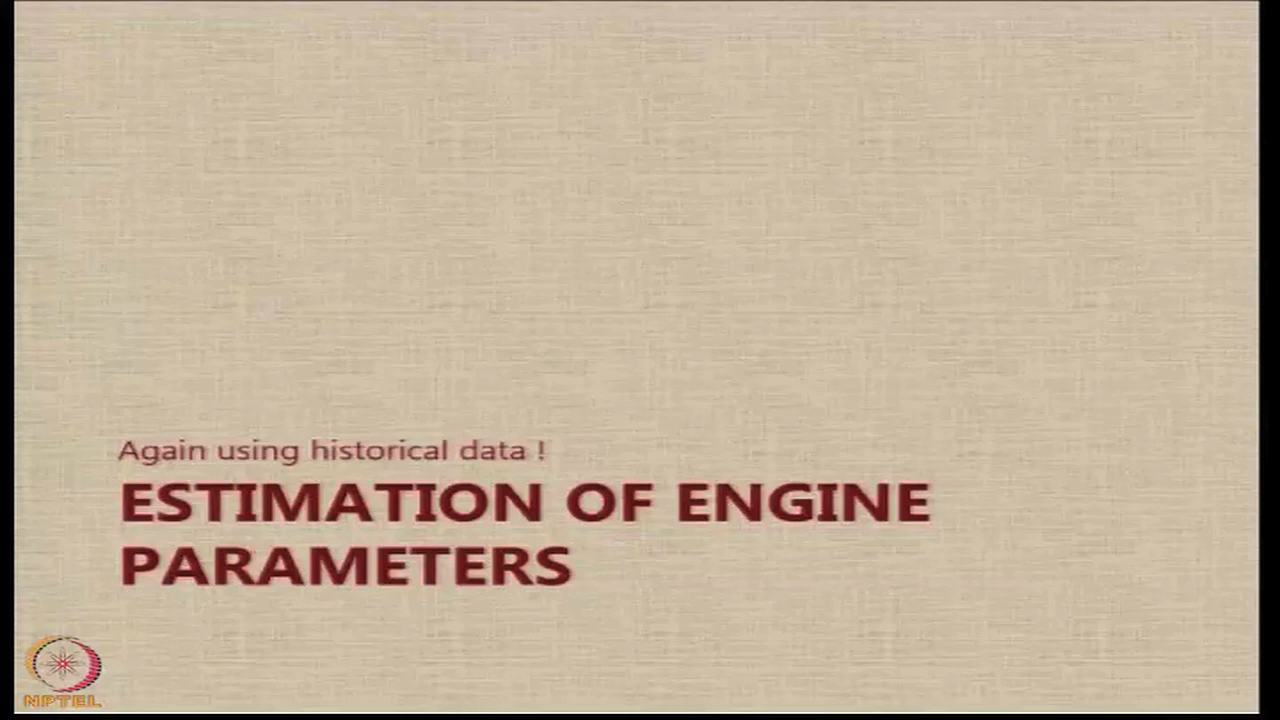 Again using historical data !
ESTIMATION OF ENGINE
PARAMETERS
NPTEL